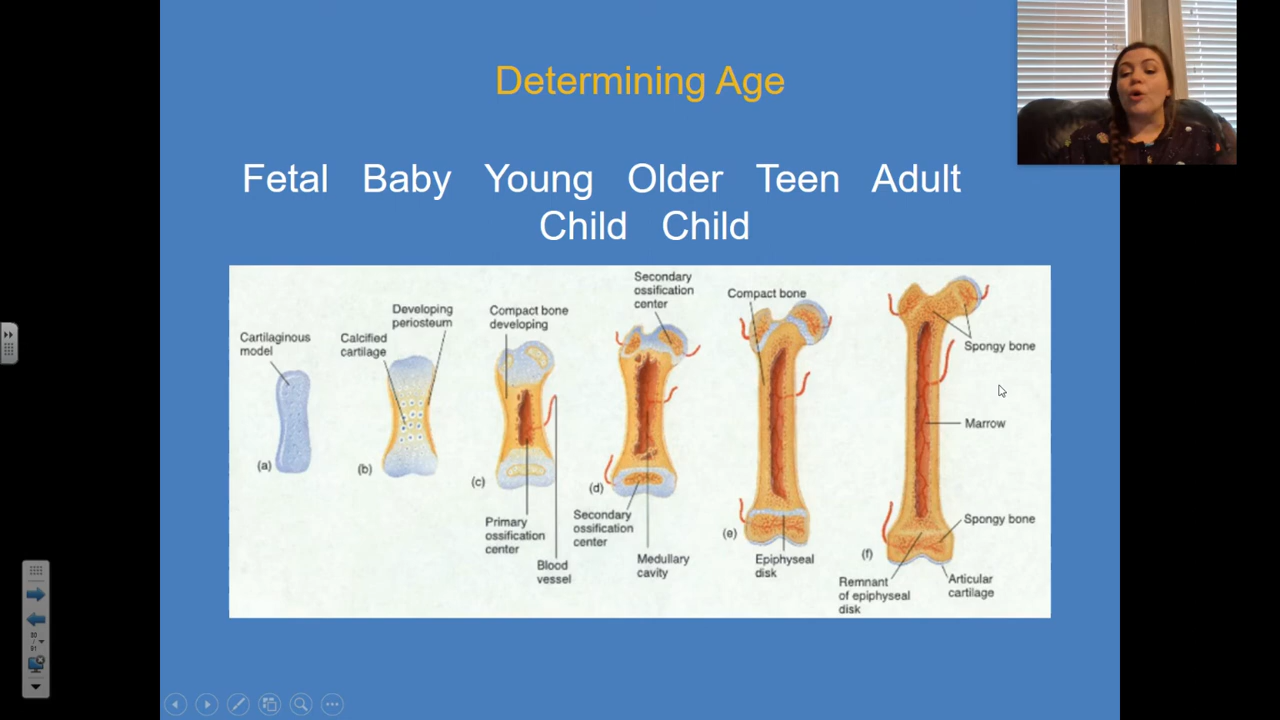 Determining Age
Fetal Baby Young Older Teen Adult
Child Child
Cartilaginous
model
(a)
Calcified
cartilage
Developing
periosteum
(b)
Compact bone
developing
(c)
Primary
ossification
center
Blood
vessel
Secondary
ossification
center
(d)
Secondary
ossification
center
Medullary
cavity
Compact bone
(e)
Epiphyseal
disk
Spongy bone
Marrow
Spongy bone
(f)
Remnant
of epiphyseal
disk
Articular
cartilage